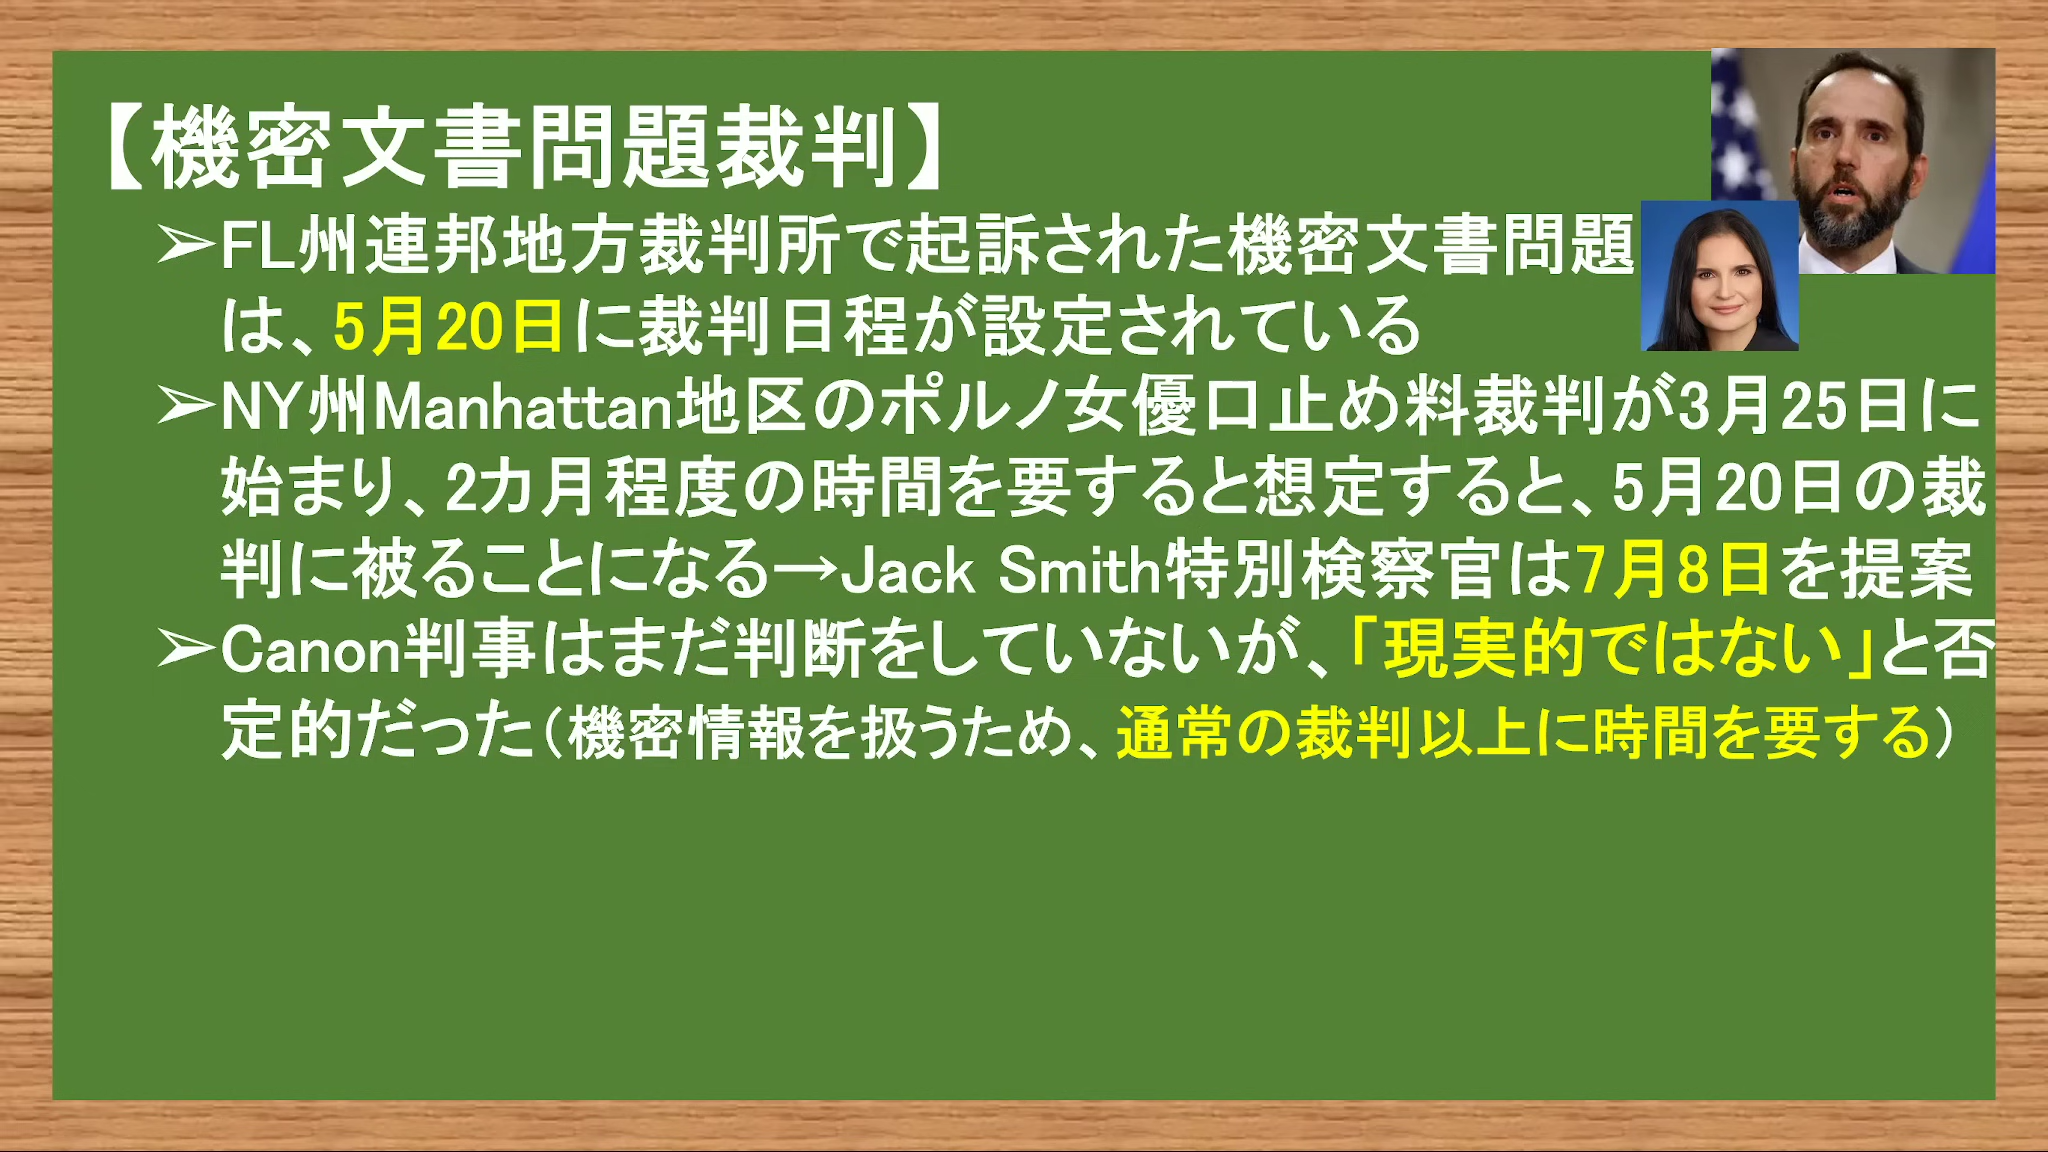 【機密文書問題裁判】
➢FL州連邦地方裁判所で起訴された機密文書問題
は、5月20日に裁判日程が設定されている
➢NY州Manhattan地区のポルノ女優口止め料裁判が3月25日に
始まり、2カ月程度の時間を要すると想定すると、5月20日の裁
判に被ることになる→Jack Smith特別検察官は7月8日を提案
➢Canon判事はまだ判断をしていないが、「現実的ではない」と否
定的だった（機密情報を扱うため、通常の裁判以上に時間を要する）